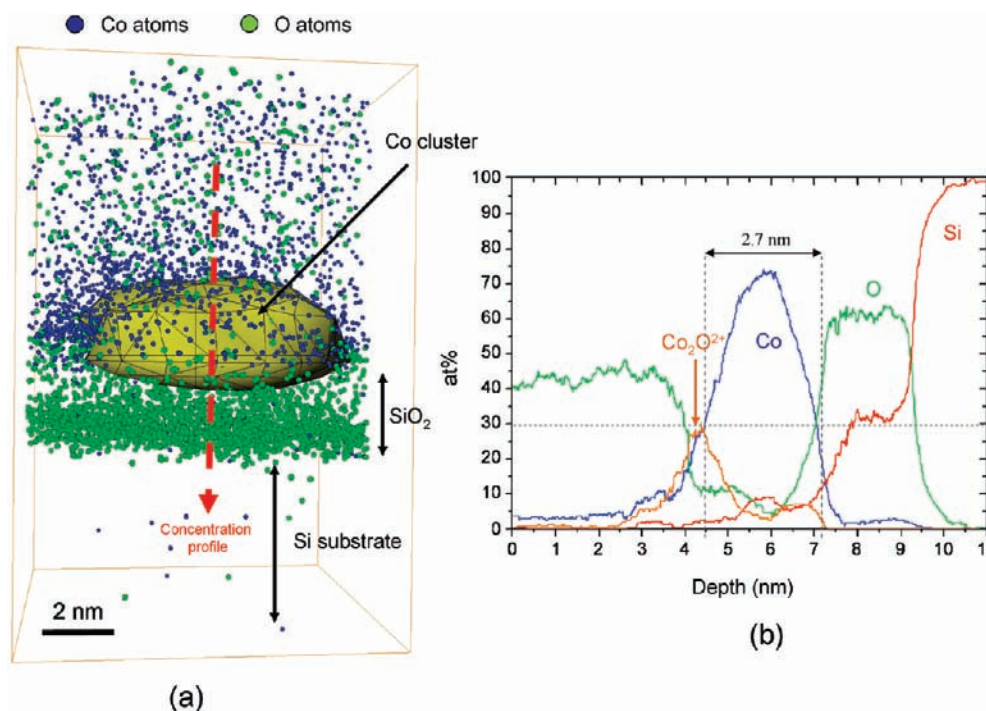 Co atoms
O atoms
Co cluster
SiO2
Concentration
profile
Si substrate
2 nm
(a)
100
90
80
70
60
50
40
30
20
10
0
at%
2.7 nm
Si
O
Co2O2+
Co
0 1 2 3 4 5 6 7 8 9 10 11
Depth (nm)
(b)